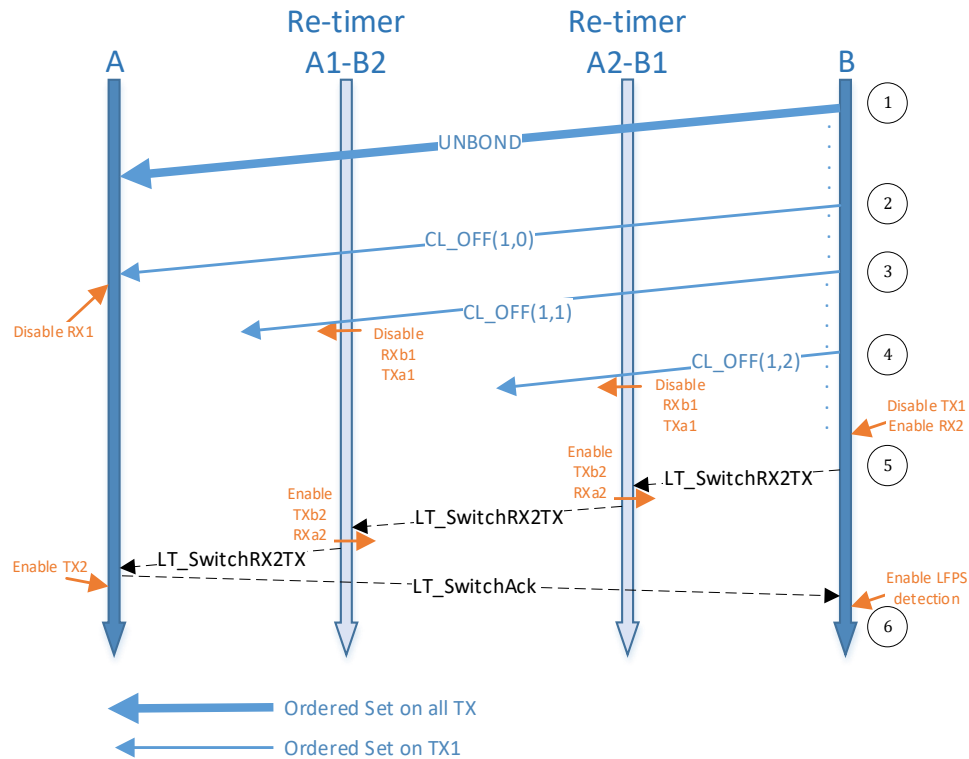 Re-timer
Re-timer
A
A1-B2
A2-B1
B
1
UNBOND
2
CL_OFF(1,0)
3
Disable RX1
CL_OFF(1,1)
Disable
RXb1
TXa1
4
CL_OFF(1,2)
Disable
RXb1
TXa1
Disable TX1
Enable RX2
5
Enable
TXb2
RXa2
LT_SwitchRX2TX
Enable
TXb2
RXa2
LT_SwitchRX2TX
LT_SwitchRX2TX
Enable TX2
LT_SwitchAck
Enable LFPS
detection
6
Ordered Set on all TX
Ordered Set on TX1